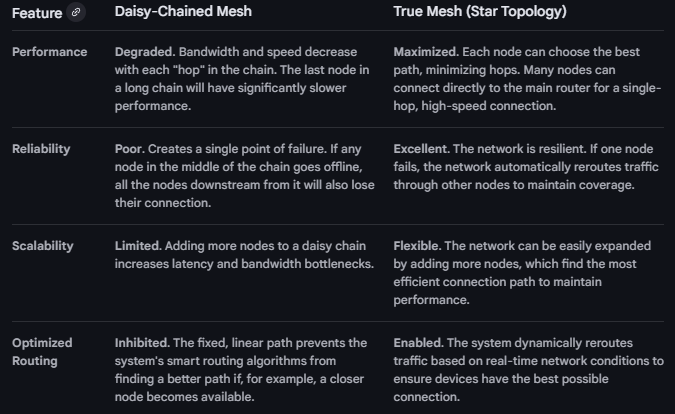 Feature Daisy-Chained Mesh True Mesh (Star Topology)
Performance
Degraded. Bandwidth and speed decrease
with each "hop" in the chain. The last node in
a long chain will have significantly slower
performance.
Maximized. Each node can choose the best
path, minimizing hops. Many nodes can
connect directly to the main router for a single-
hop, high-speed connection.
Reliability
Poor. Creates a single point of failure. If any
node in the middle of the chain goes offline,
all the nodes downstream from it will also lose
their connection.
Excellent. The network is resilient. If one node
fails, the network automatically reroutes traffic
through other nodes to maintain coverage.
Scalability
Limited. Adding more nodes to a daisy chain
increases latency and bandwidth bottlenecks.
Flexible. The network can be easily expanded
by adding more nodes, which find the most
efficient connection path to maintain
performance.
Optimized
Routing
Inhibited. The fixed, linear path prevents the
system's smart routing algorithms from
finding a better path if, for example, a closer
node becomes available.
Enabled. The system dynamically reroutes
traffic based on real-time network conditions to
ensure devices have the best possible
connection.